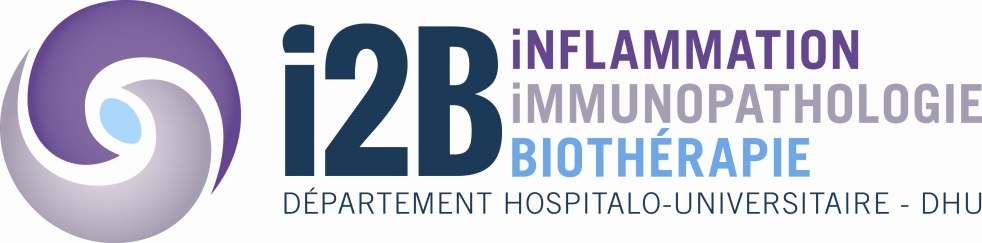 i2B
iNFLAMMATION
iMMUNOPATHOLOGIE
BIOTHÉRAPIE
DÉPARTEMENT HOSPITALO-UNIVERSITAIRE - DHU